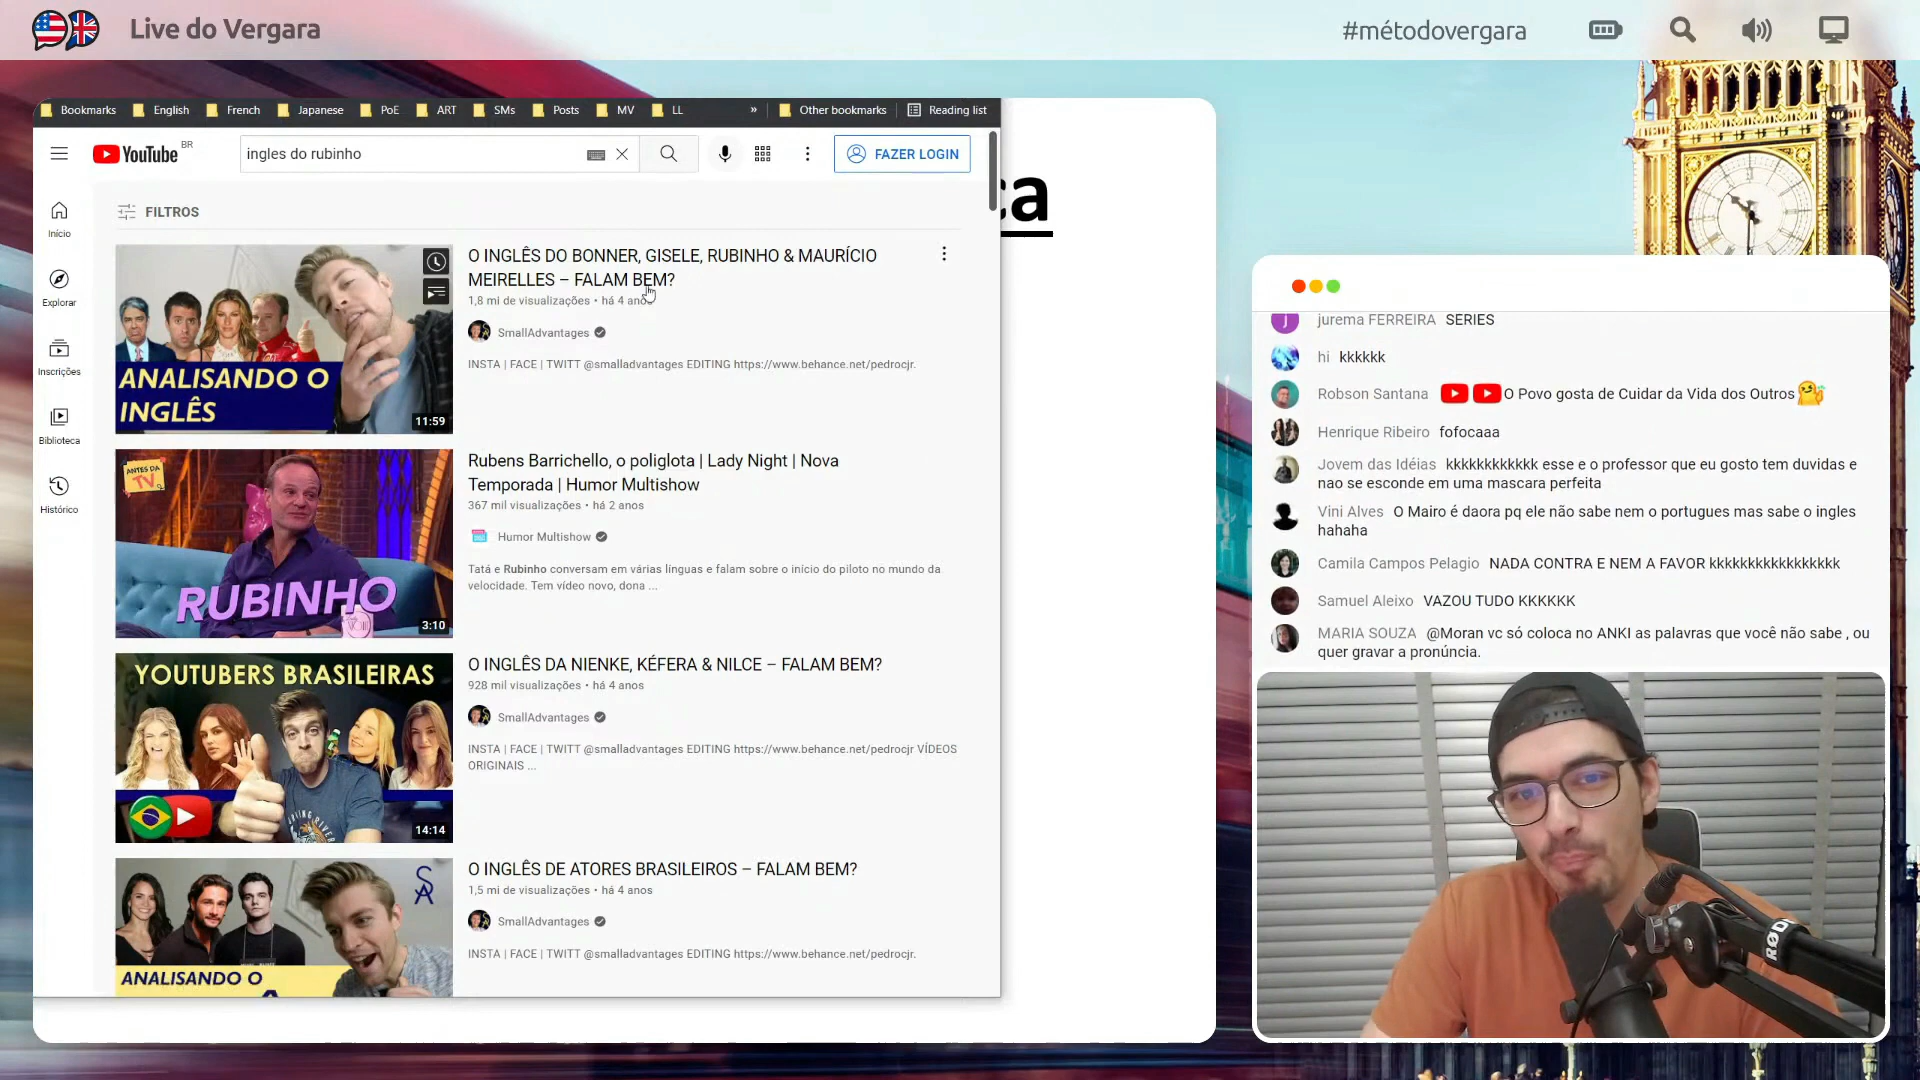 Live do Vergara
#métodovergara
Bookmarks English French Japanese PoE ART SMs Posts MV LL » Other bookmarks Reading list
YouTube BR
ingles do rubinho
FAZER LOGIN
ca
Início
Explorar
Inscrições
Biblioteca
Histórico
FILTROS
ANALISANDO O
INGLÊS
11:59
O INGLÊS DO BONNER, GISELE, RUBINHO & MAURÍCIO
MEIRELLES – FALAM BEM?
1,8 mi de visualizações • há 4 anos
SmallAdvantages
INSTA | FACE | TWITT @smalladvantages EDITING https://www.behance.net/pedrocjr.
ANTES DA
TV
RUBINHO
3:10
Rubens Barrichello, o poliglota | Lady Night | Nova
Temporada | Humor Multishow
367 mil visualizações • há 2 anos
Humor Multishow
Tatá e Rubinho conversam em várias línguas e falam sobre o início do piloto no mundo da
velocidade. Tem vídeo novo, dona ...
YOUTUBERS BRASILEIRAS
14:14
O INGLÊS DA NIENKE, KÉFERA & NILCE – FALAM BEM?
928 mil visualizações • há 4 anos
SmallAdvantages
INSTA | FACE | TWITT @smalladvantages EDITING https://www.behance.net/pedrocjr VÍDEOS
ORIGINAIS ...
SA
ANALISANDO O
O INGLÊS DE ATORES BRASILEIROS – FALAM BEM?
1,5 mi de visualizações • há 4 anos
SmallAdvantages
INSTA | FACE | TWITT @smalladvantages EDITING https://www.behance.net/pedrocjr.
J jurema FERREIRA SERIES
hi kkkkkk
Robson Santana O Povo gosta de Cuidar da Vida dos Outros
Henrique Ribeiro fofocaaa
Jovem das Idéias kkkkkkkkkkkk esse e o professor que eu gosto tem duvidas e
nao se esconde em uma mascara perfeita
Vini Alves O Mairo é daora pq ele não sabe nem o portugues mas sabe o ingles
hahaha
Camila Campos Pelagio NADA CONTRA E NEM A FAVOR kkkkkkkkkkkkkkkkk
Samuel Aleixo VAZOU TUDO KKKKKK
MARIA SOUZA @Moran vc só coloca no ANKI as palavras que você não sabe , ou
quer gravar a pronúncia.
RØDE